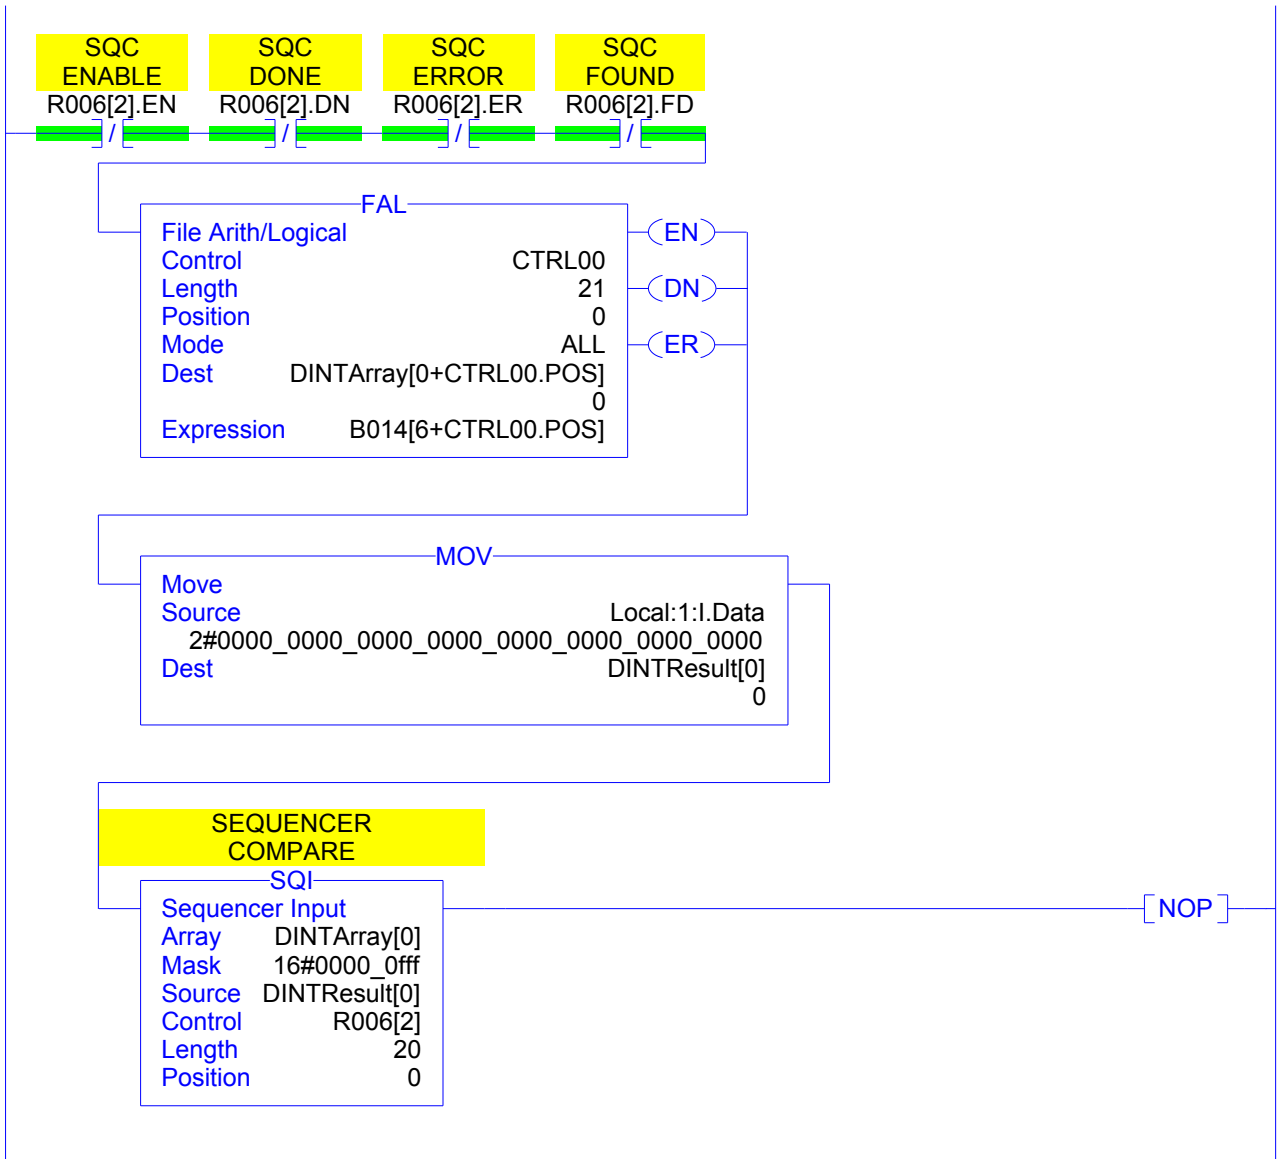 SQC SQC SQC SQC
ENABLE DONE ERROR FOUND
R006[2].EN R006[2].DN R006[2].ER R006[2].FD
/ / / /
FAL
File Arith/Logical EN
Control CTRL00
Length 21 DN
Position 0
Mode ALL ER
Dest DINTArray[0+CTRL00.POS]
0
Expression B014[6+CTRL00.POS]
MOV
Move
Source Local:1:I.Data
2#0000_0000_0000_0000_0000_0000_0000_0000
Dest DINTResult[0]
0
SEQUENCER
COMPARE
SQI
Sequencer Input NOP
Array DINTArray[0]
Mask 16#0000_0fff
Source DINTResult[0]
Control R006[2]
Length 20
Position 0